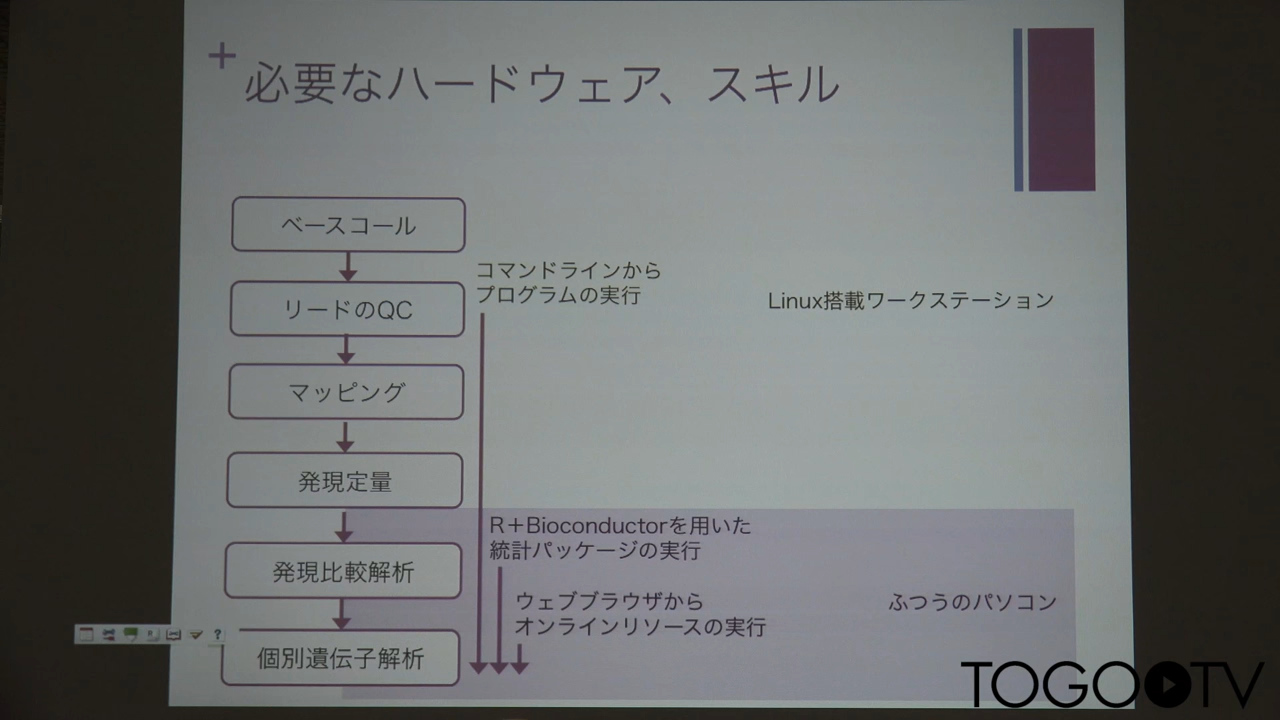 +
必要なハードウェア、スキル
ベースコール
リードのQC
マッピング
発現定量
発現比較解析
個別遺伝子解析
コマンドラインから
プログラムの実行
Linux搭載ワークステーション
R+Bioconductorを用いた
統計パッケージの実行
ウェブブラウザから
オンラインリソースの実行
ふつうのパソコン
?
TOGOTV